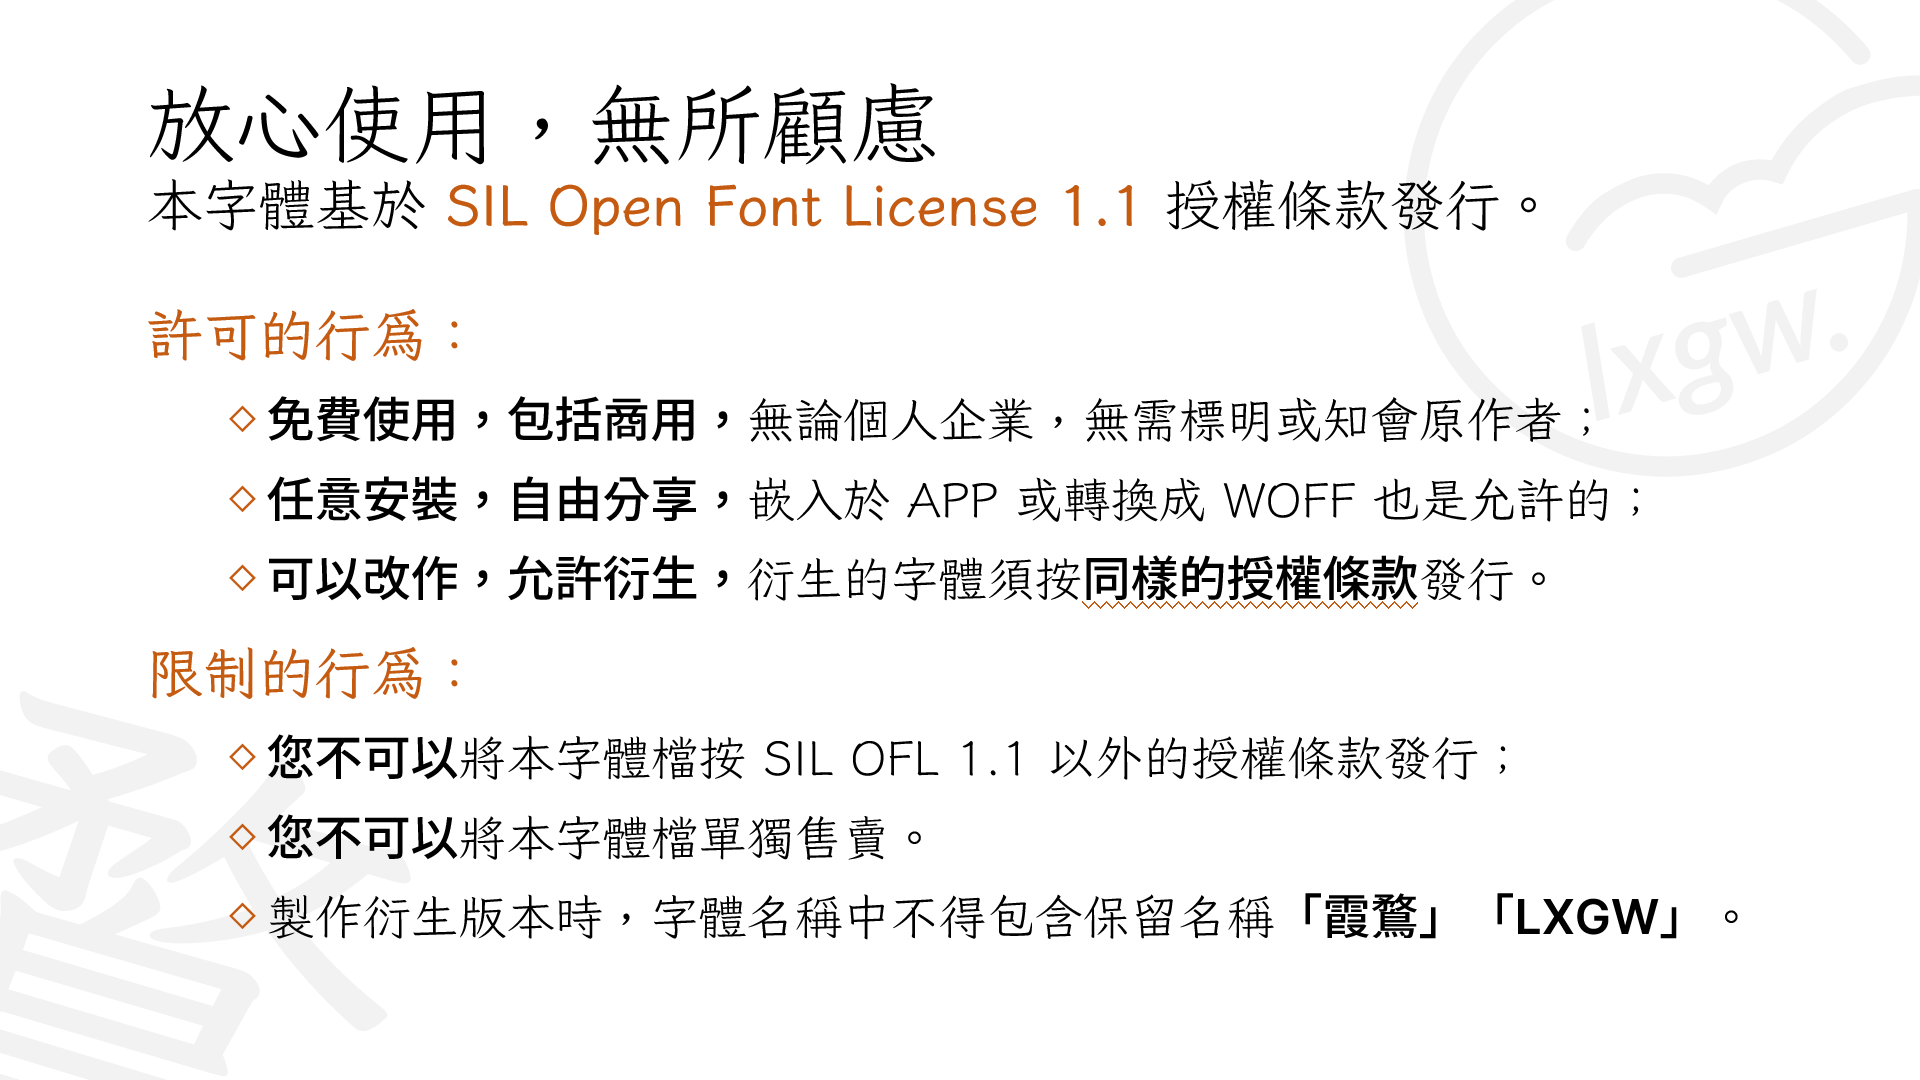 放心使用，無所顧慮
本字體基於 SIL Open Font License 1.1 授權條款發行。
許可的行爲：
◇ 免費使用，包括商用，無論個人企業，無需標明或知會原作者；
◇ 任意安裝，自由分享，嵌入於 APP 或轉換成 WOFF 也是允許的；
◇ 可以改作，允許衍生，衍生的字體須按同樣的授權條款發行。
限制的行爲：
◇ 您不可以將本字體檔按 SIL OFL 1.1 以外的授權條款發行；
◇ 您不可以將本字體檔單獨售賣。
◇ 製作衍生版本時，字體名稱中不得包含保留名稱「霞鶩」「LXGW」。
lxgw.